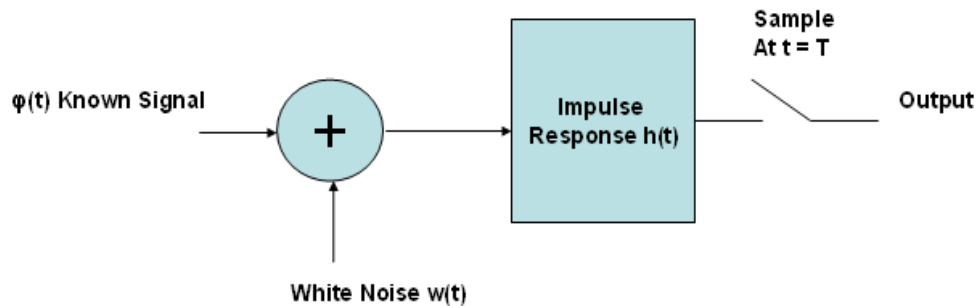 Sample
At t = T
φ(t) Known Signal
+
Impulse
Response h(t)
Output
White Noise w(t)